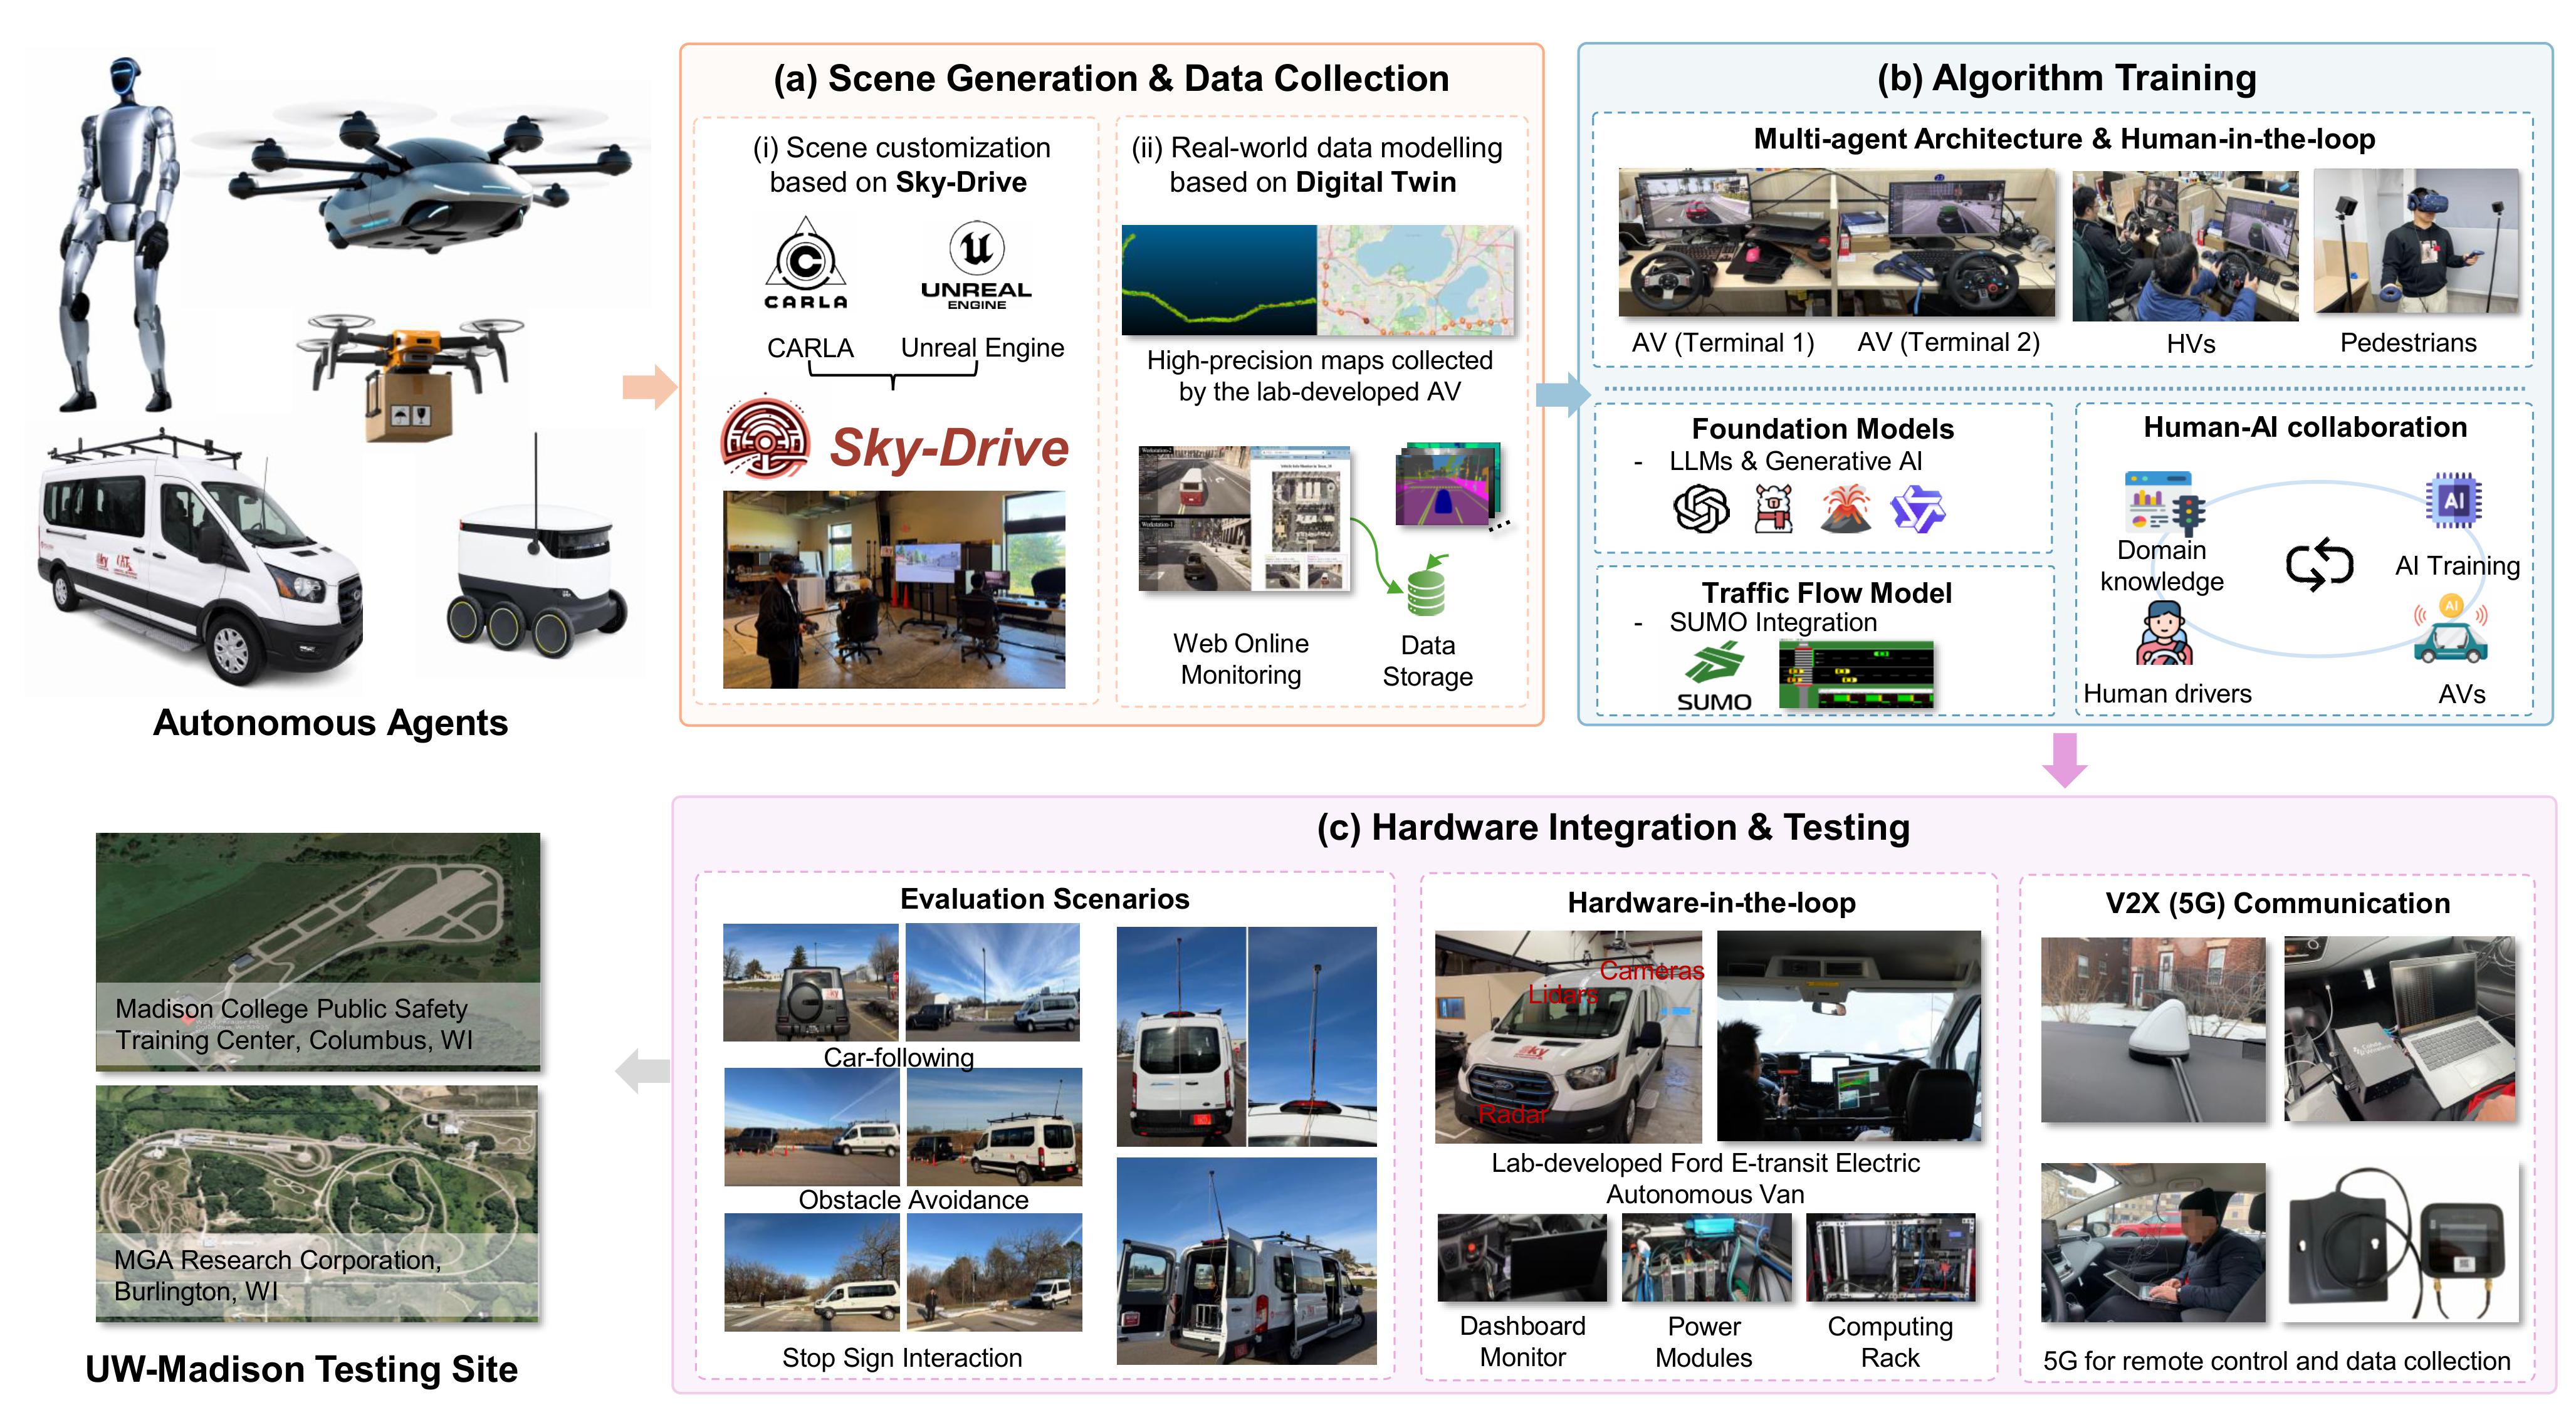 Autonomous Agents
(a) Scene Generation & Data Collection
(i) Scene customization
based on Sky-Drive
CARLA
UNREAL
ENGINE
CARLA
Unreal Engine
Sky-Drive
(ii) Real-world data modelling
based on Digital Twin
High-precision maps collected
by the lab-developed AV
Workstation-2
Workstation-1
Web Online
Monitoring
Data
Storage
(b) Algorithm Training
Multi-agent Architecture & Human-in-the-loop
AV (Terminal 1)
AV (Terminal 2)
HVs
Pedestrians
Foundation Models
- LLMs & Generative AI
Traffic Flow Model
- SUMO Integration
SUMO
Human-AI collaboration
AI
Domain
knowledge
AI Training
AI
Human drivers
AVs
(c) Hardware Integration & Testing
Evaluation Scenarios
Car-following
Obstacle Avoidance
Stop Sign Interaction
Hardware-in-the-loop
Cameras
Lidars
Radar
Lab-developed Ford E-transit Electric
Autonomous Van
Dashboard
Monitor
Power
Modules
Computing
Rack
V2X (5G) Communication
5G for remote control and data collection
Madison College Public Safety
Training Center, Columbus, WI
MGA Research Corporation,
Burlington, WI
UW-Madison Testing Site